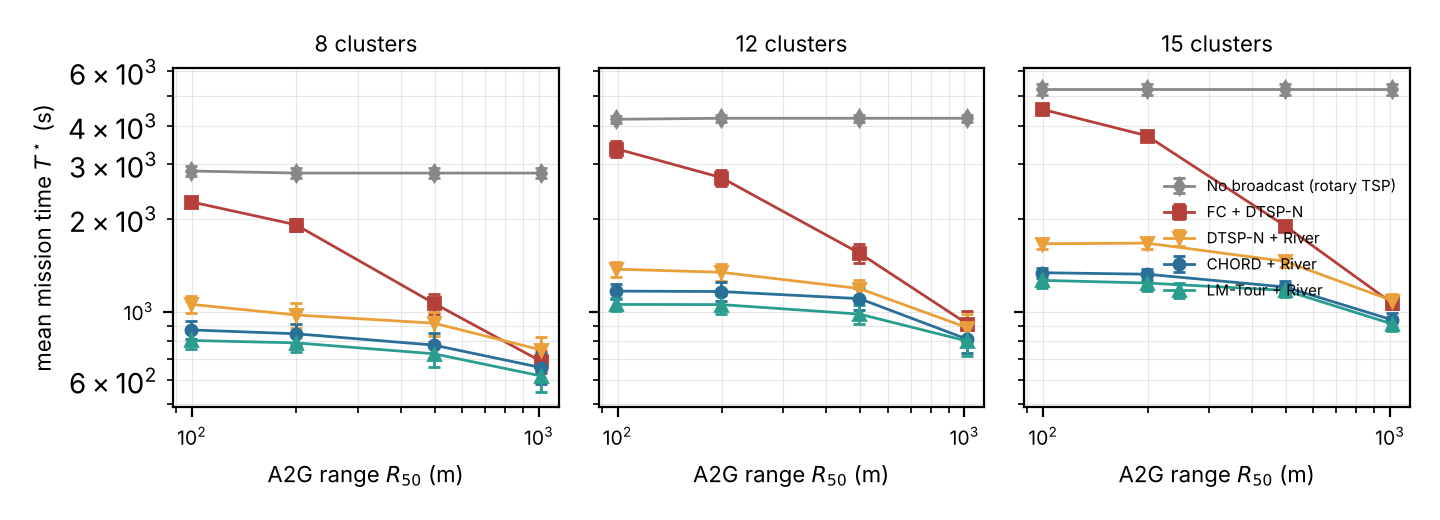 8 clusters
12 clusters
15 clusters
mean mission time T* (s)
6 × 10³
4 × 10³
3 × 10³
2 × 10³
10³
6 × 10²
No broadcast (rotary TSP)
FC + DTSP-N
DTSP-N + River
CHORD + River
LM-Tour + River
10² 10³
10² 10³
10² 10³
A2G range R₅₀ (m)
A2G range R₅₀ (m)
A2G range R₅₀ (m)